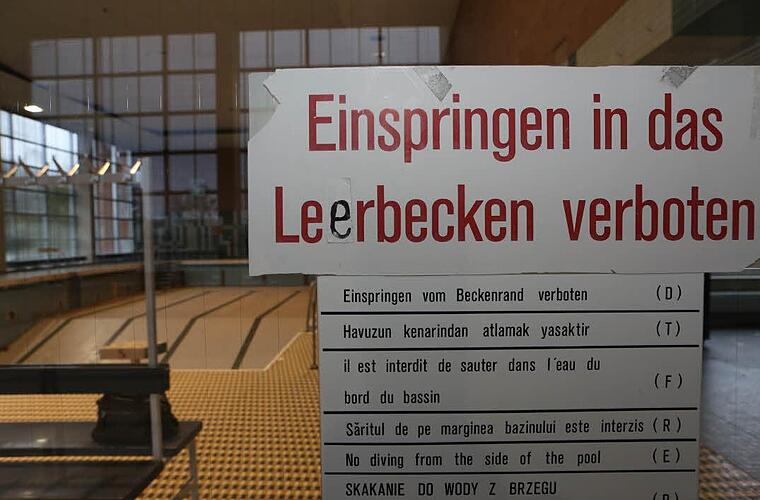 Einspringen in das
Leerbecken verboten
Einspringen vom Beckenrand verboten (D)
Havuzun kenarindan atlamak yasaktir (T)
il est interdit de sauter dans l'eau du
bord du bassin (F)
Săritul de pe marginea bazinului este interzis (R)
No diving from the side of the pool (E)
SKAKANIE DO WODY Z BRZEGU